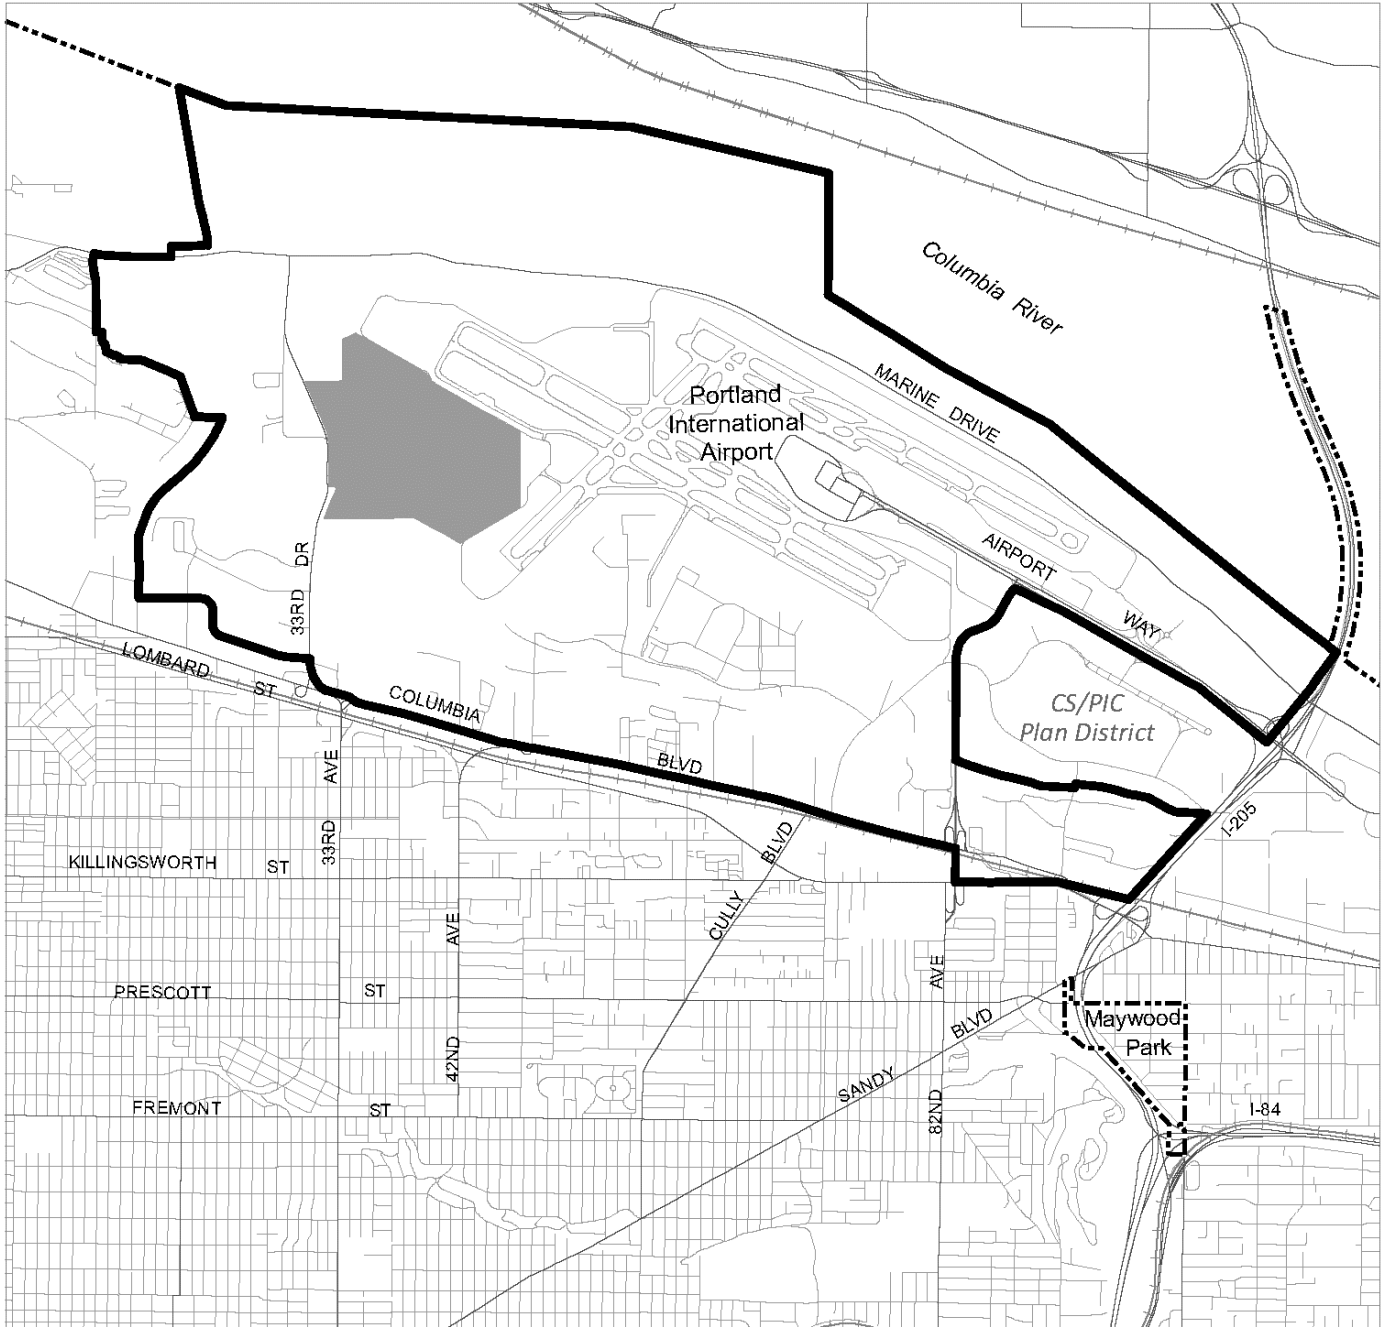 Columbia River
MARINE DRIVE
Portland
International
Airport
AIRPORT
WAY
33RD DR
LOMBARD
ST
COLUMBIA
BLVD
CS/PIC
Plan District
I-205
33RD AVE
BLVD
CULLY
KILLINGSWORTH ST
42ND AVE
82ND AVE
PRESCOTT ST
SANDY BLVD
Maywood
Park
FREMONT ST
I-84